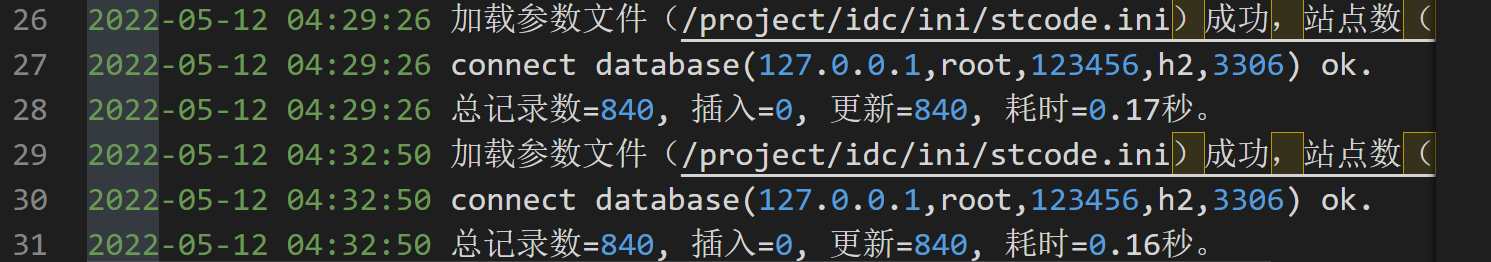 26 2022-05-12 04:29:26 加载参数文件（/project/idc/ini/stcode.ini）成功，站点数（
27 2022-05-12 04:29:26 connect database(127.0.0.1,root,123456,h2,3306) ok.
28 2022-05-12 04:29:26 总记录数=840, 插入=0, 更新=840, 耗时=0.17秒。
29 2022-05-12 04:32:50 加载参数文件（/project/idc/ini/stcode.ini）成功，站点数（
30 2022-05-12 04:32:50 connect database(127.0.0.1,root,123456,h2,3306) ok.
31 2022-05-12 04:32:50 总记录数=840, 插入=0, 更新=840, 耗时=0.16秒。